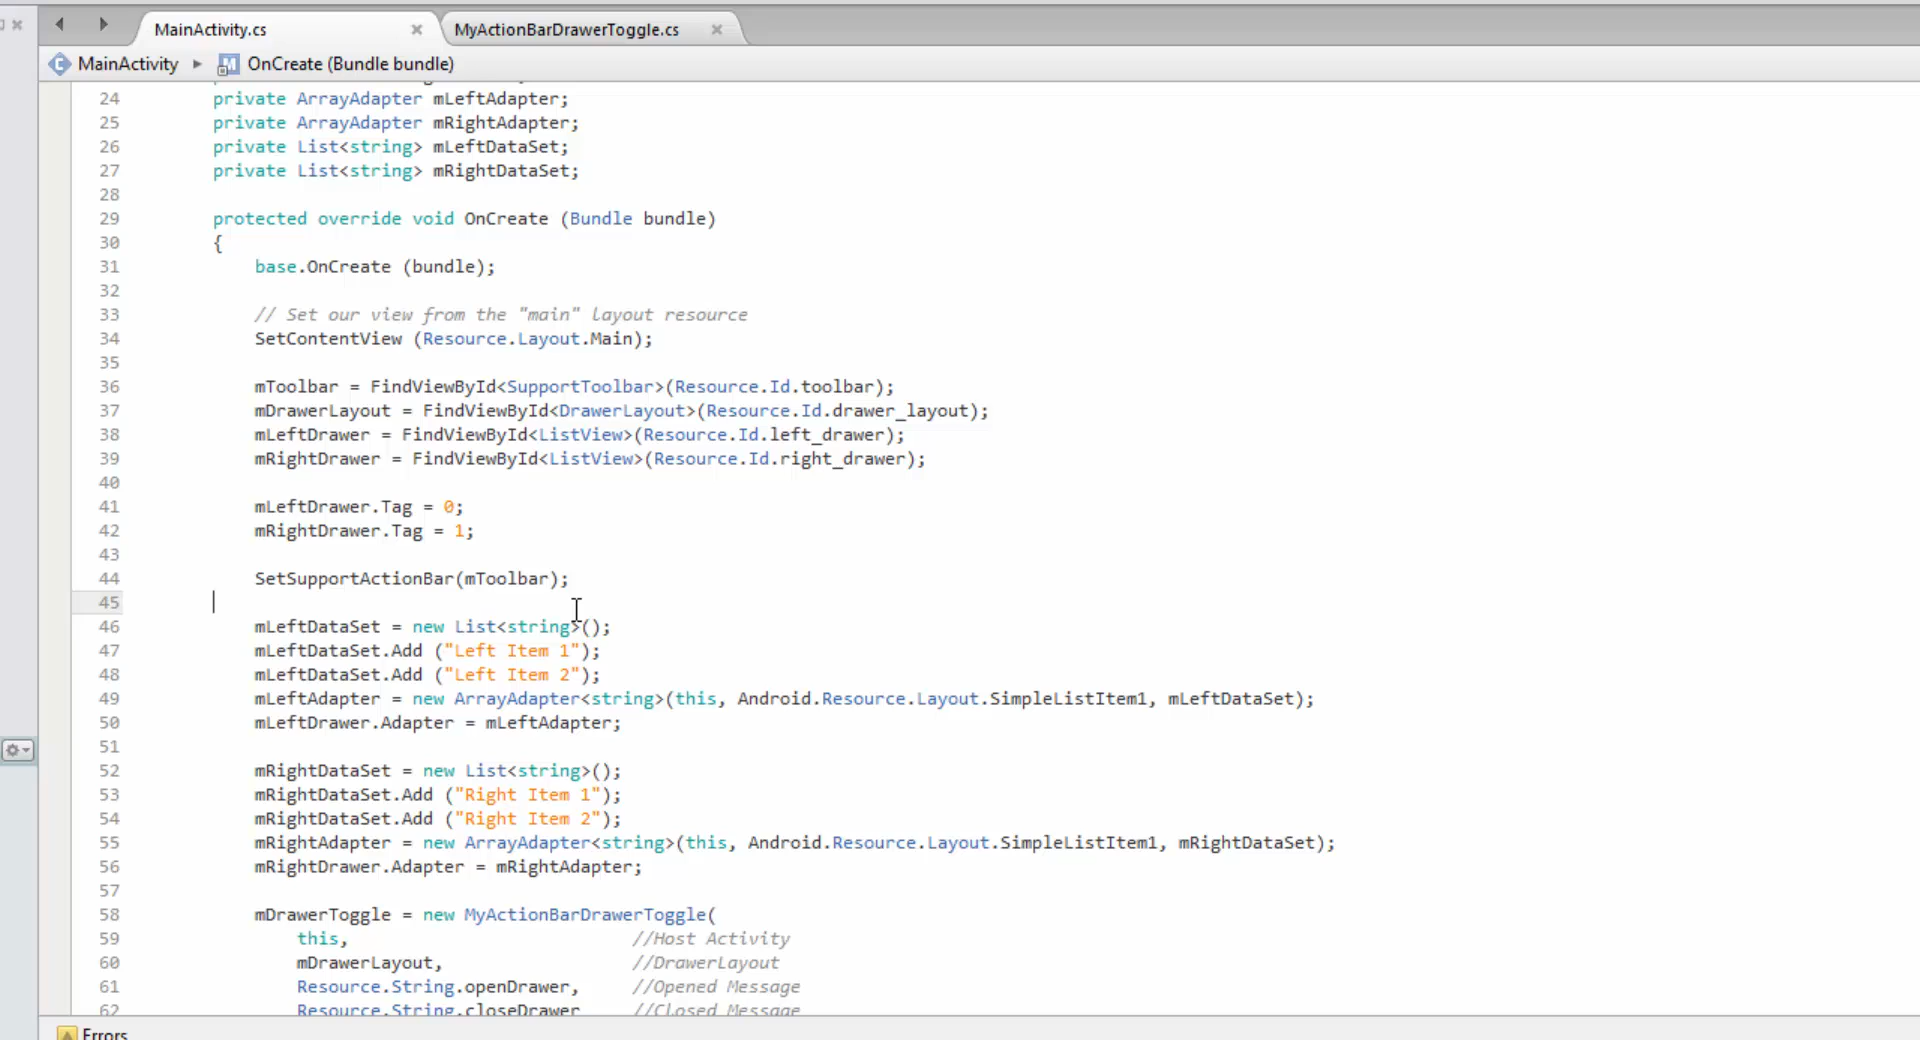 MainActivity.cs
MyActionBarDrawerToggle.cs
MainActivity
OnCreate (Bundle bundle)
24 private ArrayAdapter mLeftAdapter;
25 private ArrayAdapter mRightAdapter;
26 private List<string> mLeftDataSet;
27 private List<string> mRightDataSet;
28
29 protected override void OnCreate (Bundle bundle)
30 {
31 base.OnCreate (bundle);
32
33 // Set our view from the "main" layout resource
34 SetContentView (Resource.Layout.Main);
35
36 mToolbar = FindViewById<SupportToolbar>(Resource.Id.toolbar);
37 mDrawerLayout = FindViewById<DrawerLayout>(Resource.Id.drawer_layout);
38 mLeftDrawer = FindViewById<ListView>(Resource.Id.left_drawer);
39 mRightDrawer = FindViewById<ListView>(Resource.Id.right_drawer);
40
41 mLeftDrawer.Tag = 0;
42 mRightDrawer.Tag = 1;
43
44 SetSupportActionBar(mToolbar);
45
46 mLeftDataSet = new List<string>();
47 mLeftDataSet.Add ("Left Item 1");
48 mLeftDataSet.Add ("Left Item 2");
49 mLeftAdapter = new ArrayAdapter<string>(this, Android.Resource.Layout.SimpleListItem1, mLeftDataSet);
50 mLeftDrawer.Adapter = mLeftAdapter;
51
52 mRightDataSet = new List<string>();
53 mRightDataSet.Add ("Right Item 1");
54 mRightDataSet.Add ("Right Item 2");
55 mRightAdapter = new ArrayAdapter<string>(this, Android.Resource.Layout.SimpleListItem1, mRightDataSet);
56 mRightDrawer.Adapter = mRightAdapter;
57
58 mDrawerToggle = new MyActionBarDrawerToggle(
59 this, //Host Activity
60 mDrawerLayout, //DrawerLayout
61 Resource.String.openDrawer, //Opened Message
62 Resource.String.closeDrawer //Closed Message
Errors